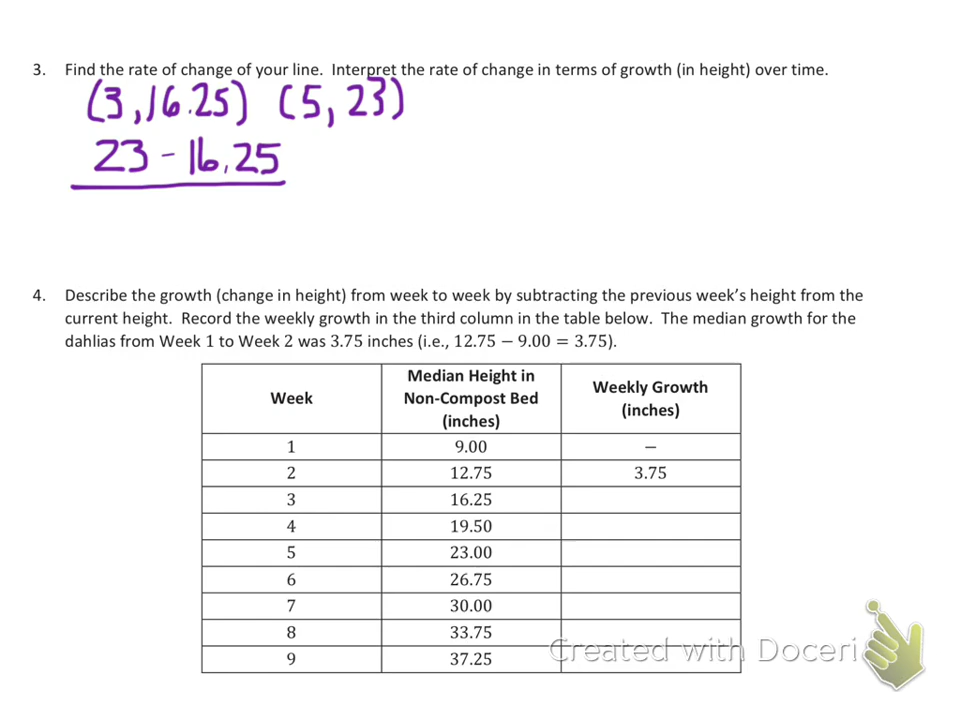 3. Find the rate of change of your line. Interpret the rate of change in terms of growth (in height) over time.
(3, 16.25) (5, 23)
23 - 16.25
4. Describe the growth (change in height) from week to week by subtracting the previous week's height from the
current height. Record the weekly growth in the third column in the table below. The median growth for the
dahlias from Week 1 to Week 2 was 3.75 inches (i.e., 12.75 − 9.00 = 3.75).
Week Median Height in Non-Compost Bed (inches) Weekly Growth (inches)
1 9.00 —
2 12.75 3.75
3 16.25
4 19.50
5 23.00
6 26.75
7 30.00
8 33.75
9 37.25
Created with Doceri